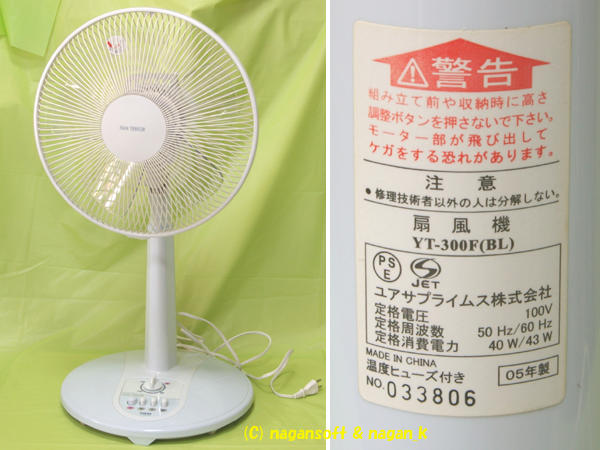 警告
組み立て前や収納時に高さ
調整ボタンを押さないで下さい。
モーター部が飛び出して
ケガをする恐れがあります。
注意
●修理技術者以外の人は分解しない。
扇風機
YT-300F(BL)
PS
E
JET
ユアサプライムス株式会社
定格電圧 100V
定格周波数 50 Hz/60 Hz
定格消費電力 40 W/43 W
MADE IN CHINA
温度ヒューズ付き 05年製
NO. 033806
(C) nagansoff & nagan_k